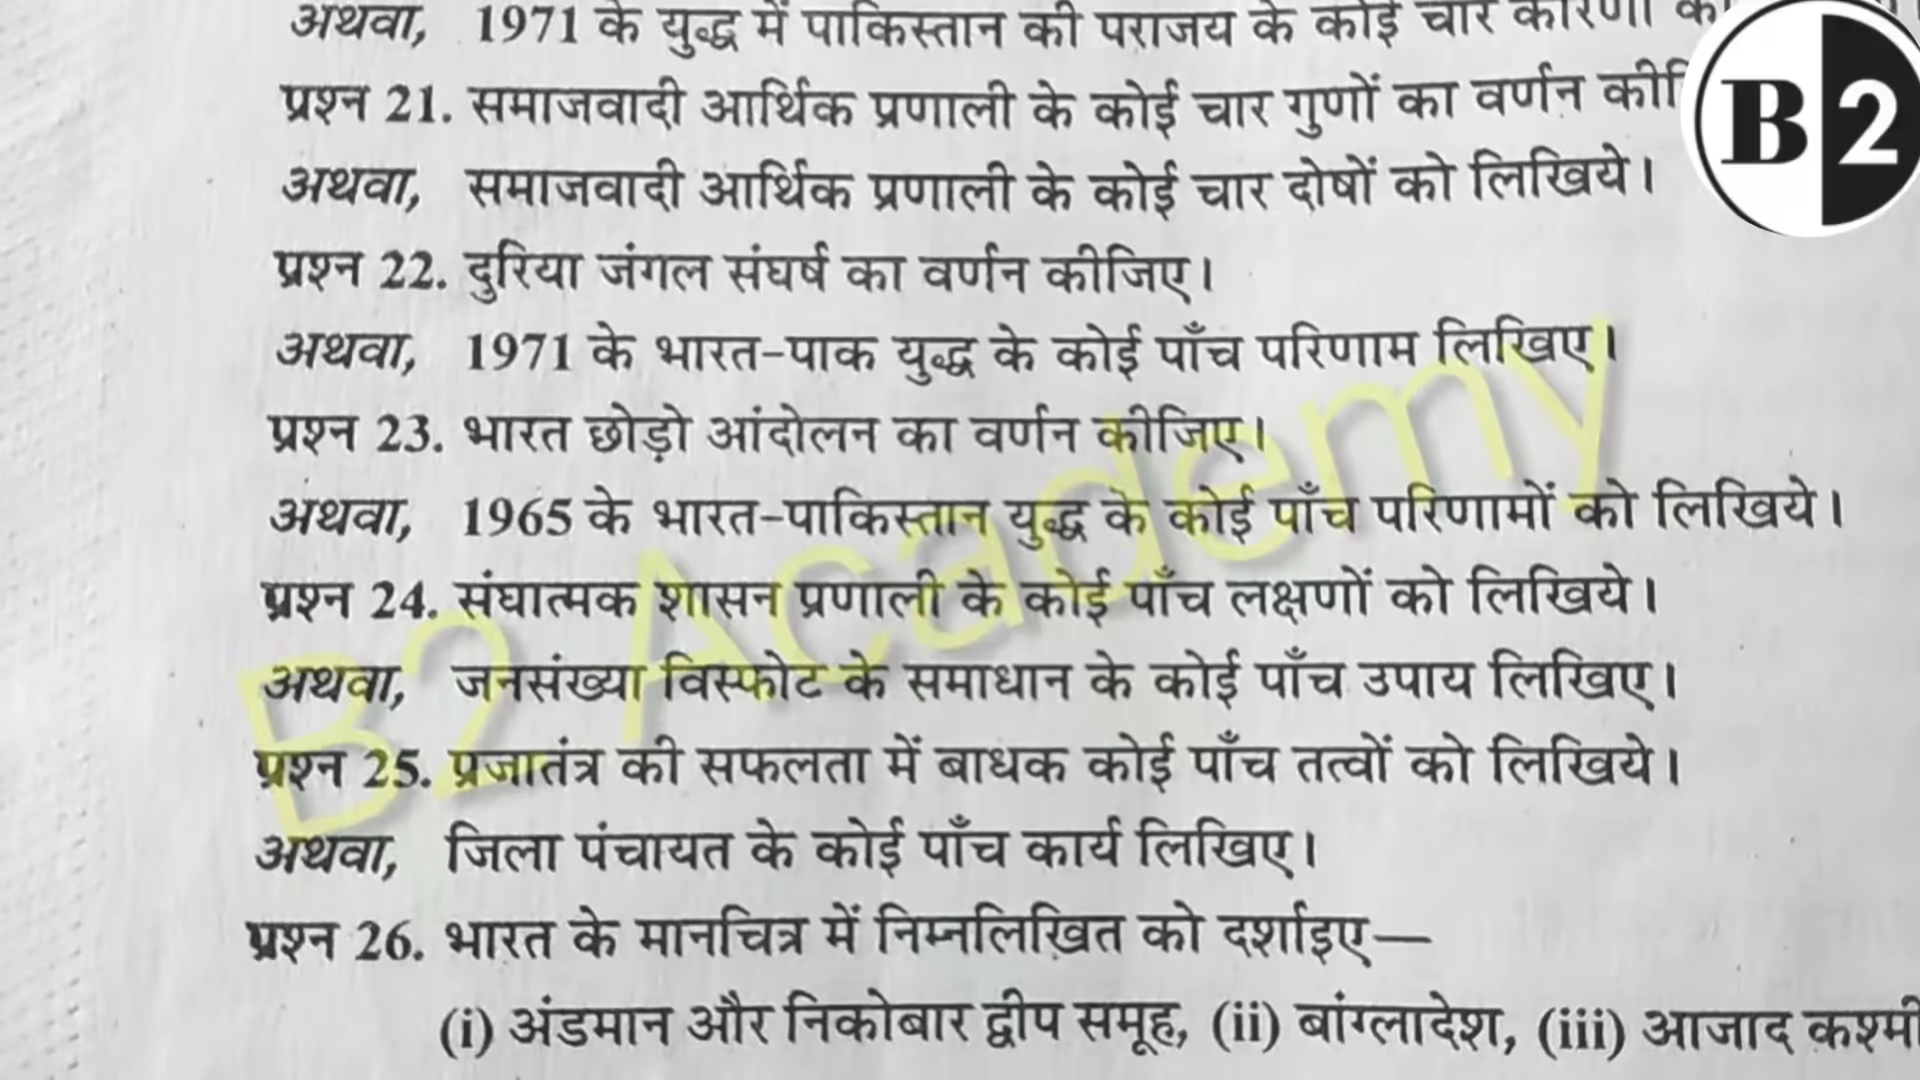 अथवा, 1971 के युद्ध में पाकिस्तान की पराजय के कोई चार कारणों
B2
प्रश्न 21. समाजवादी आर्थिक प्रणाली के कोई चार गुणों का वर्णन
अथवा, समाजवादी आर्थिक प्रणाली के कोई चार दोषों को लिखिये।
प्रश्न 22. दुरिया जंगल संघर्ष का वर्णन कीजिए।
अथवा, 1971 के भारत-पाक युद्ध के कोई पाँच परिणाम लिखिए।
प्रश्न 23. भारत छोड़ो आंदोलन का वर्णन कीजिए।
अथवा, 1965 के भारत-पाकिस्तान युद्ध के कोई पाँच परिणामों को लिखिये।
प्रश्न 24. संघात्मक शासन प्रणाली के कोई पाँच लक्षणों को लिखिये।
अथवा, जनसंख्या विस्फोट के समाधान के कोई पाँच उपाय लिखिए।
प्रश्न 25. प्रजातंत्र की सफलता में बाधक कोई पाँच तत्वों को लिखिये।
अथवा, जिला पंचायत के कोई पाँच कार्य लिखिए।
प्रश्न 26. भारत के मानचित्र में निम्नलिखित को दर्शाइए—
(i) अंडमान और निकोबार द्वीप समूह, (ii) बांग्लादेश, (iii) आजाद
B2 Academy